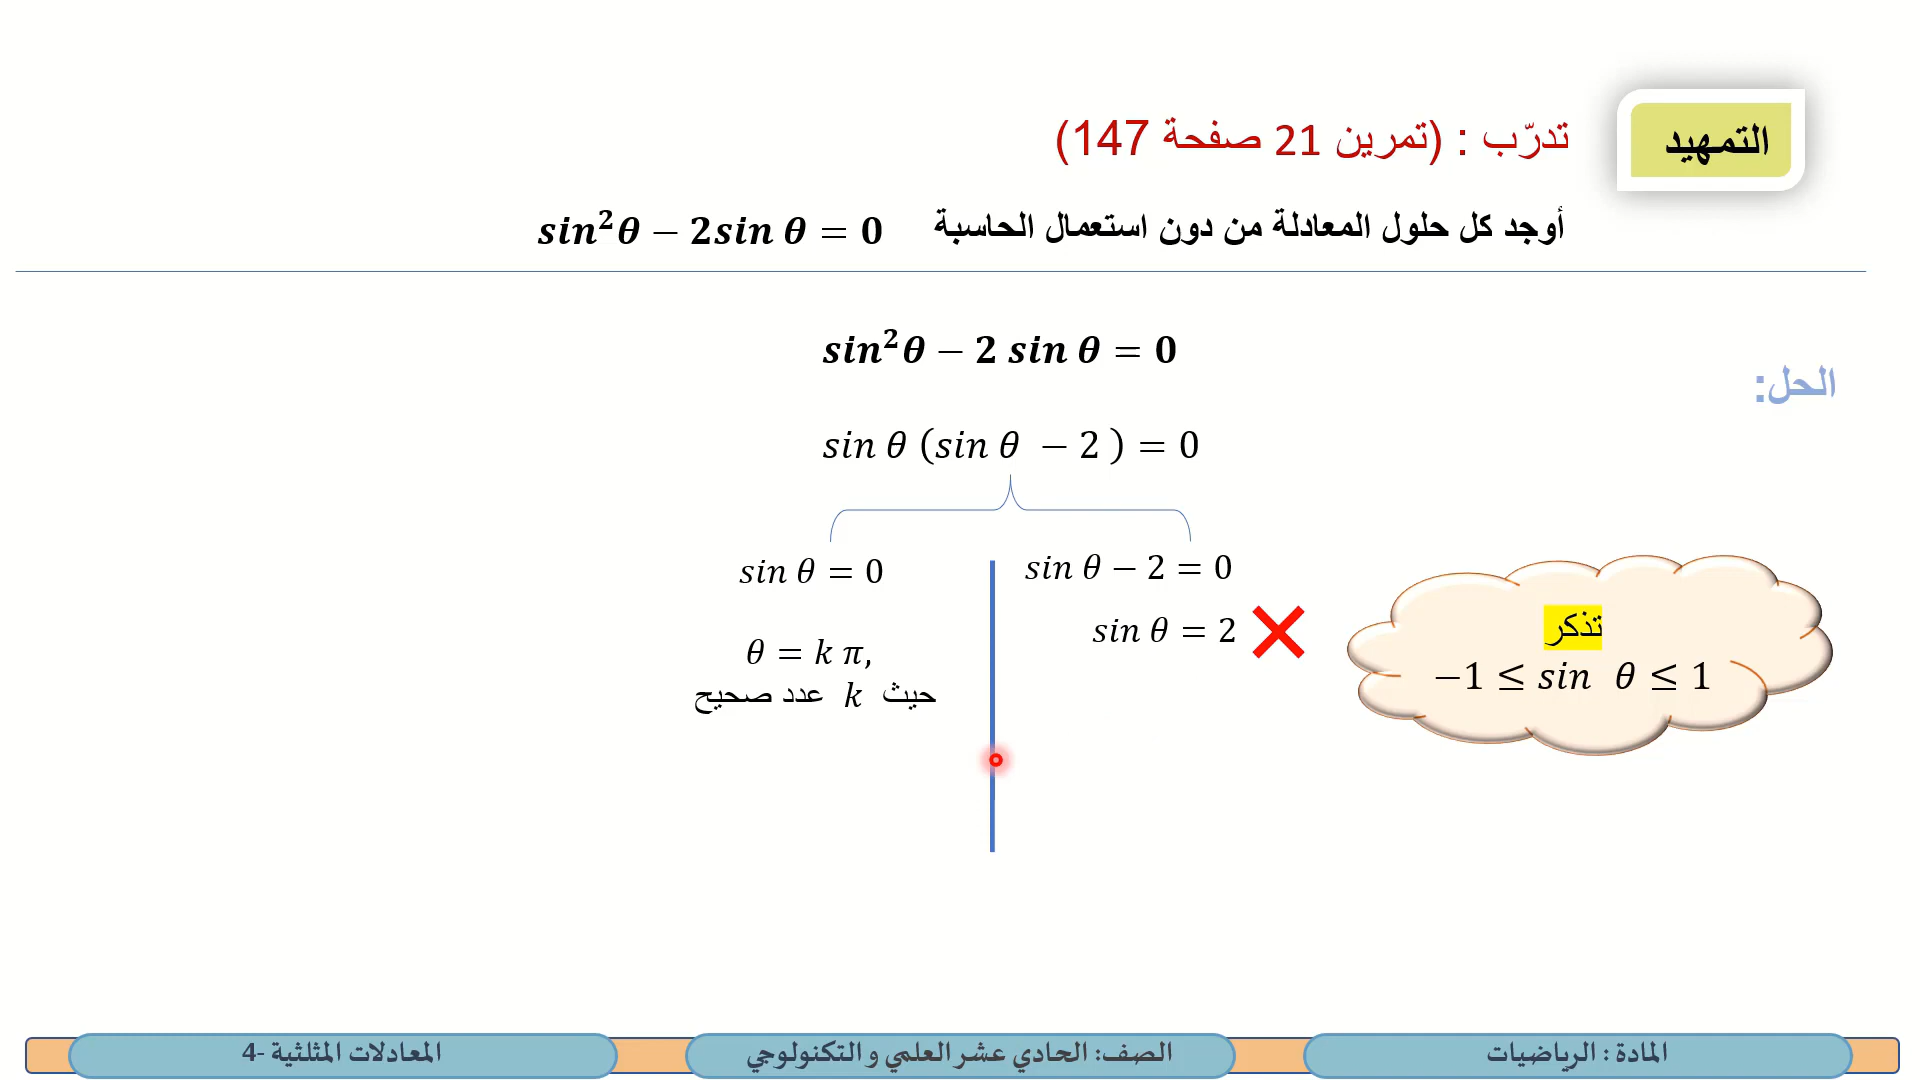 التمهيد
تدرّب : (تمرين 21 صفحة 147)
أوجد كل حلول المعادلة من دون استعمال الحاسبة sin²θ − 2sin θ = 0
الحل:
sin²θ − 2 sin θ = 0
sin θ (sin θ − 2 ) = 0
sin θ − 2 = 0
sin θ = 2
sin θ = 0
θ = k π,
حيث k عدد صحيح
تذكر
−1 ≤ sin θ ≤ 1
المادة : الرياضيات
الصف: الحادي عشر العلمي و التكنولوجي
المعادلات المثلثية -4